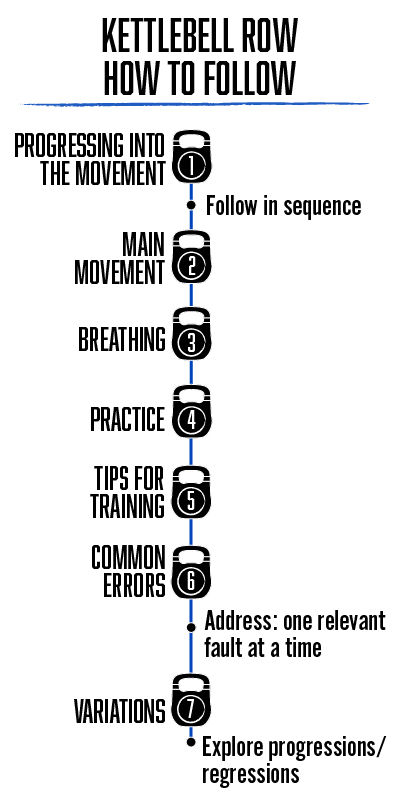 KETTLEBELL ROW
HOW TO FOLLOW
PROGRESSING INTO
THE MOVEMENT
1
Follow in sequence
MAIN
MOVEMENT
2
BREATHING
3
PRACTICE
4
TIPS FOR
TRAINING
5
COMMON
ERRORS
6
Address: one relevant
fault at a time
VARIATIONS
7
Explore progressions/
regressions